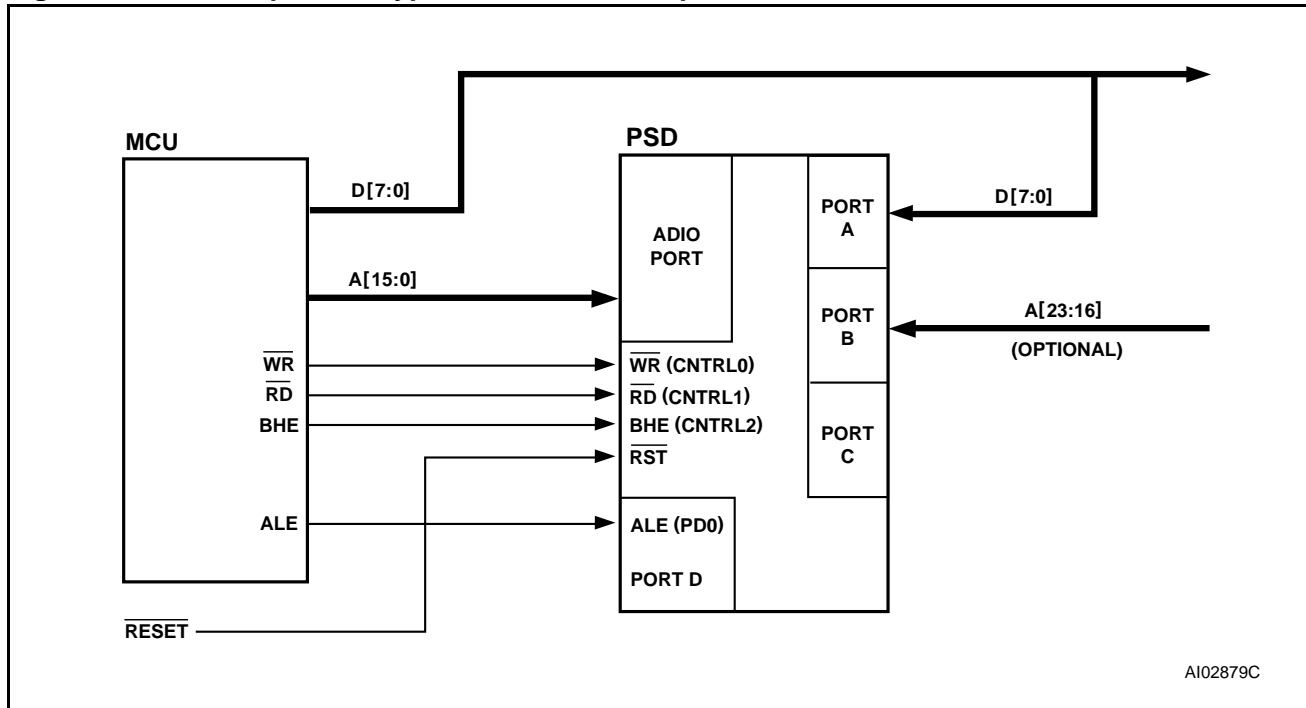 MCU
PSD
D[7:0]
D[7:0]
PORT
A
ADIO
PORT
A[15:0]
A[23:16]
(OPTIONAL)
PORT
B
WR
WR (CNTRL0)
RD
RD (CNTRL1)
BHE
BHE (CNTRL2)
PORT
C
RST
ALE
ALE (PD0)
PORT D
RESET
AI02879C